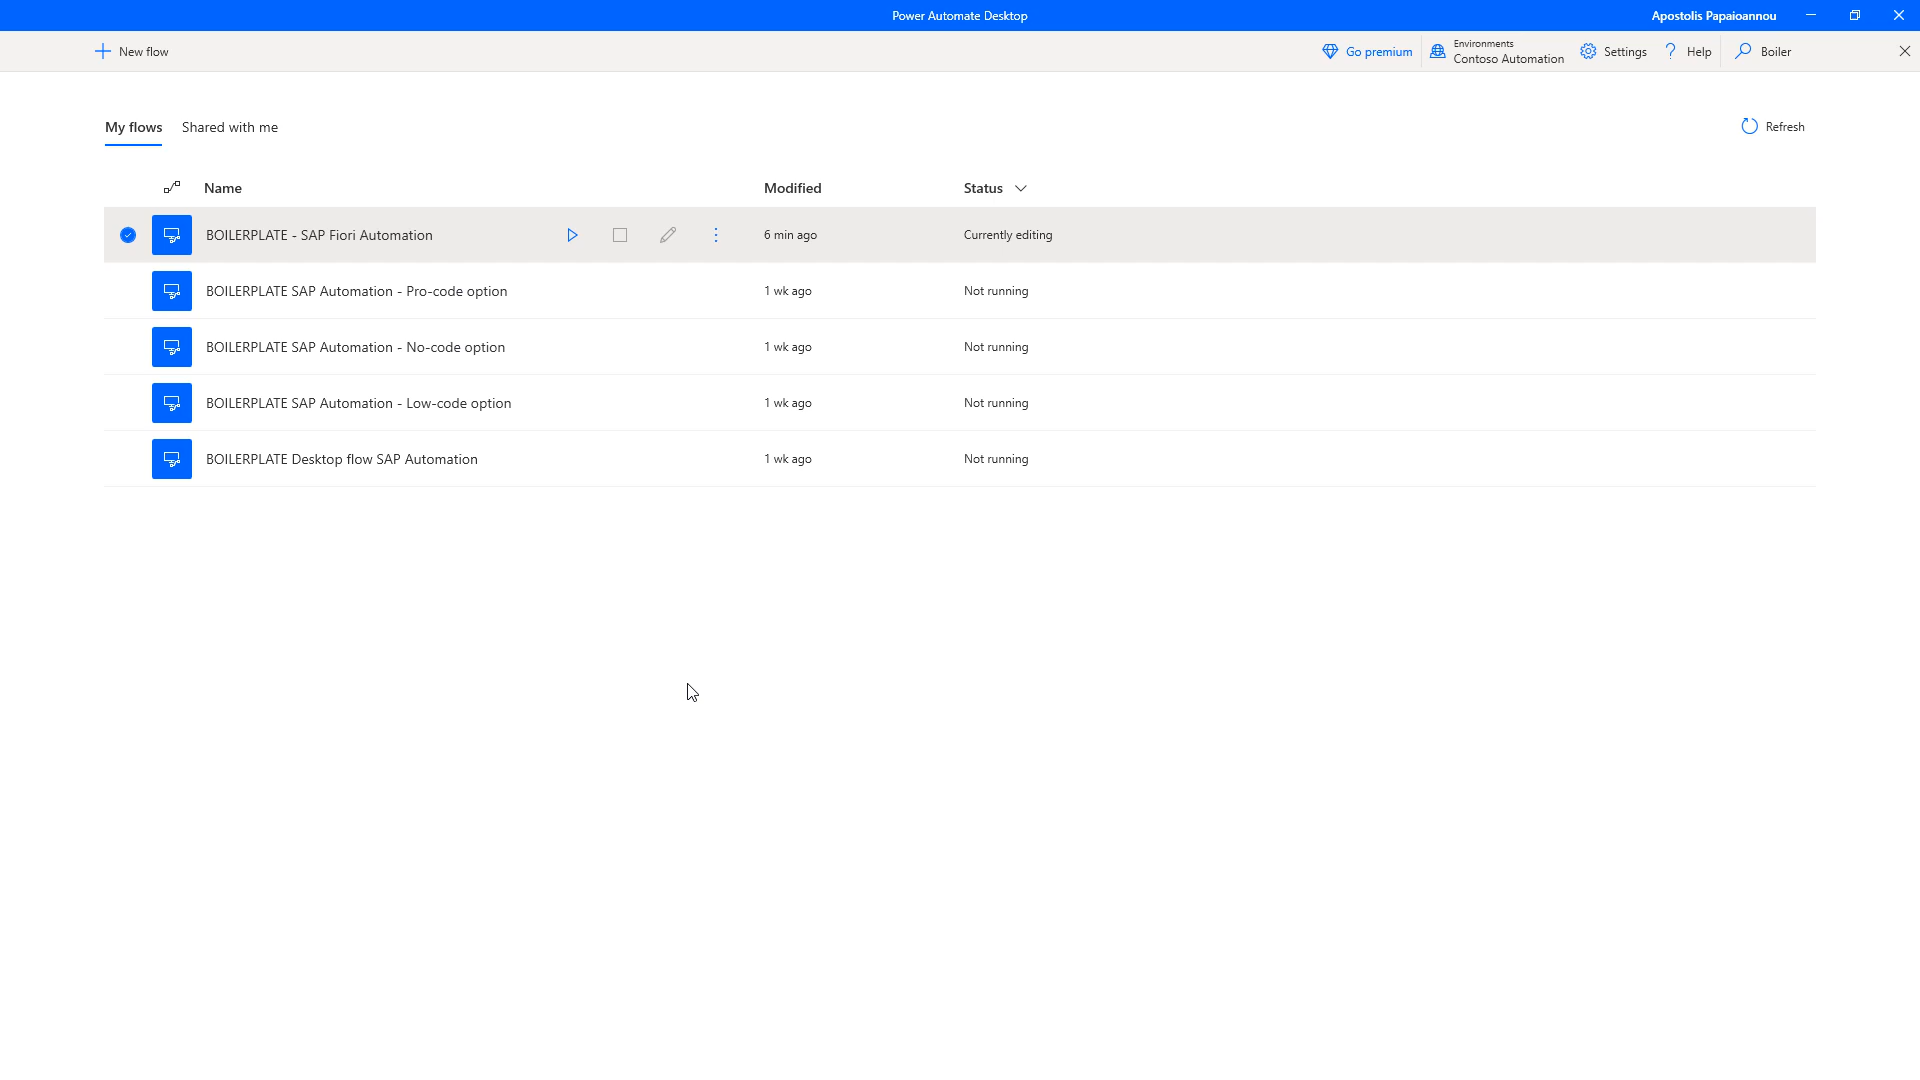 Power Automate Desktop
Apostolis Papaioannou
New flow
Go premium
Environments
Contoso Automation
Settings
Help
Boiler
My flows
Shared with me
Refresh
Name Modified Status
BOILERPLATE - SAP Fiori Automation 6 min ago Currently editing
BOILERPLATE SAP Automation - Pro-code option 1 wk ago Not running
BOILERPLATE SAP Automation - No-code option 1 wk ago Not running
BOILERPLATE SAP Automation - Low-code option 1 wk ago Not running
BOILERPLATE Desktop flow SAP Automation 1 wk ago Not running